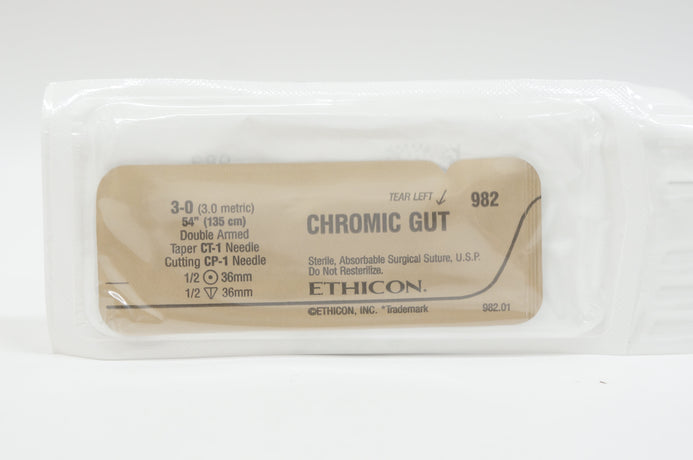 3-0 (3.0 metric)
54" (135 cm)
Double Armed
Taper CT-1 Needle
Cutting CP-1 Needle
1/2 36mm
1/2 36mm
TEAR LEFT
982
CHROMIC GUT
Sterile, Absorbable Surgical Suture, U.S.P.
Do Not Resterilize.
ETHICON.
©ETHICON, INC. *Trademark
982.01